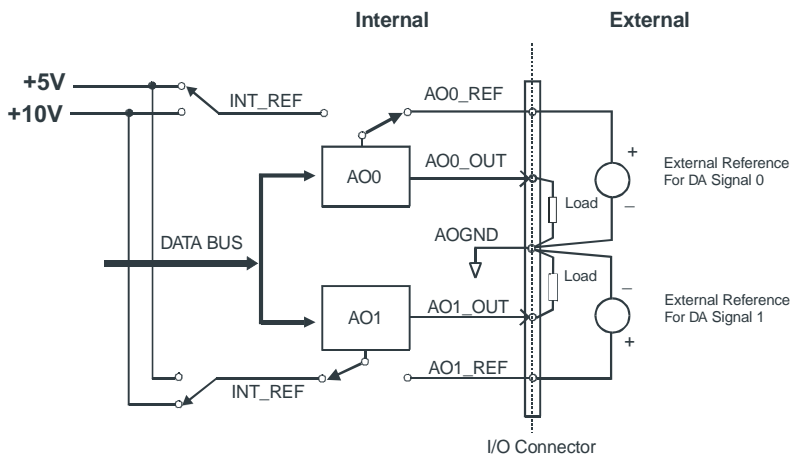 Internal
External
+5V
+10V
INT_REF
AO0_REF
AO0
AO0_OUT
+
External Reference
For DA Signal 0
Load
–
DATA BUS
AOGND
Load
–
AO1
AO1_OUT
External Reference
For DA Signal 1
+
INT_REF
AO1_REF
I/O Connector